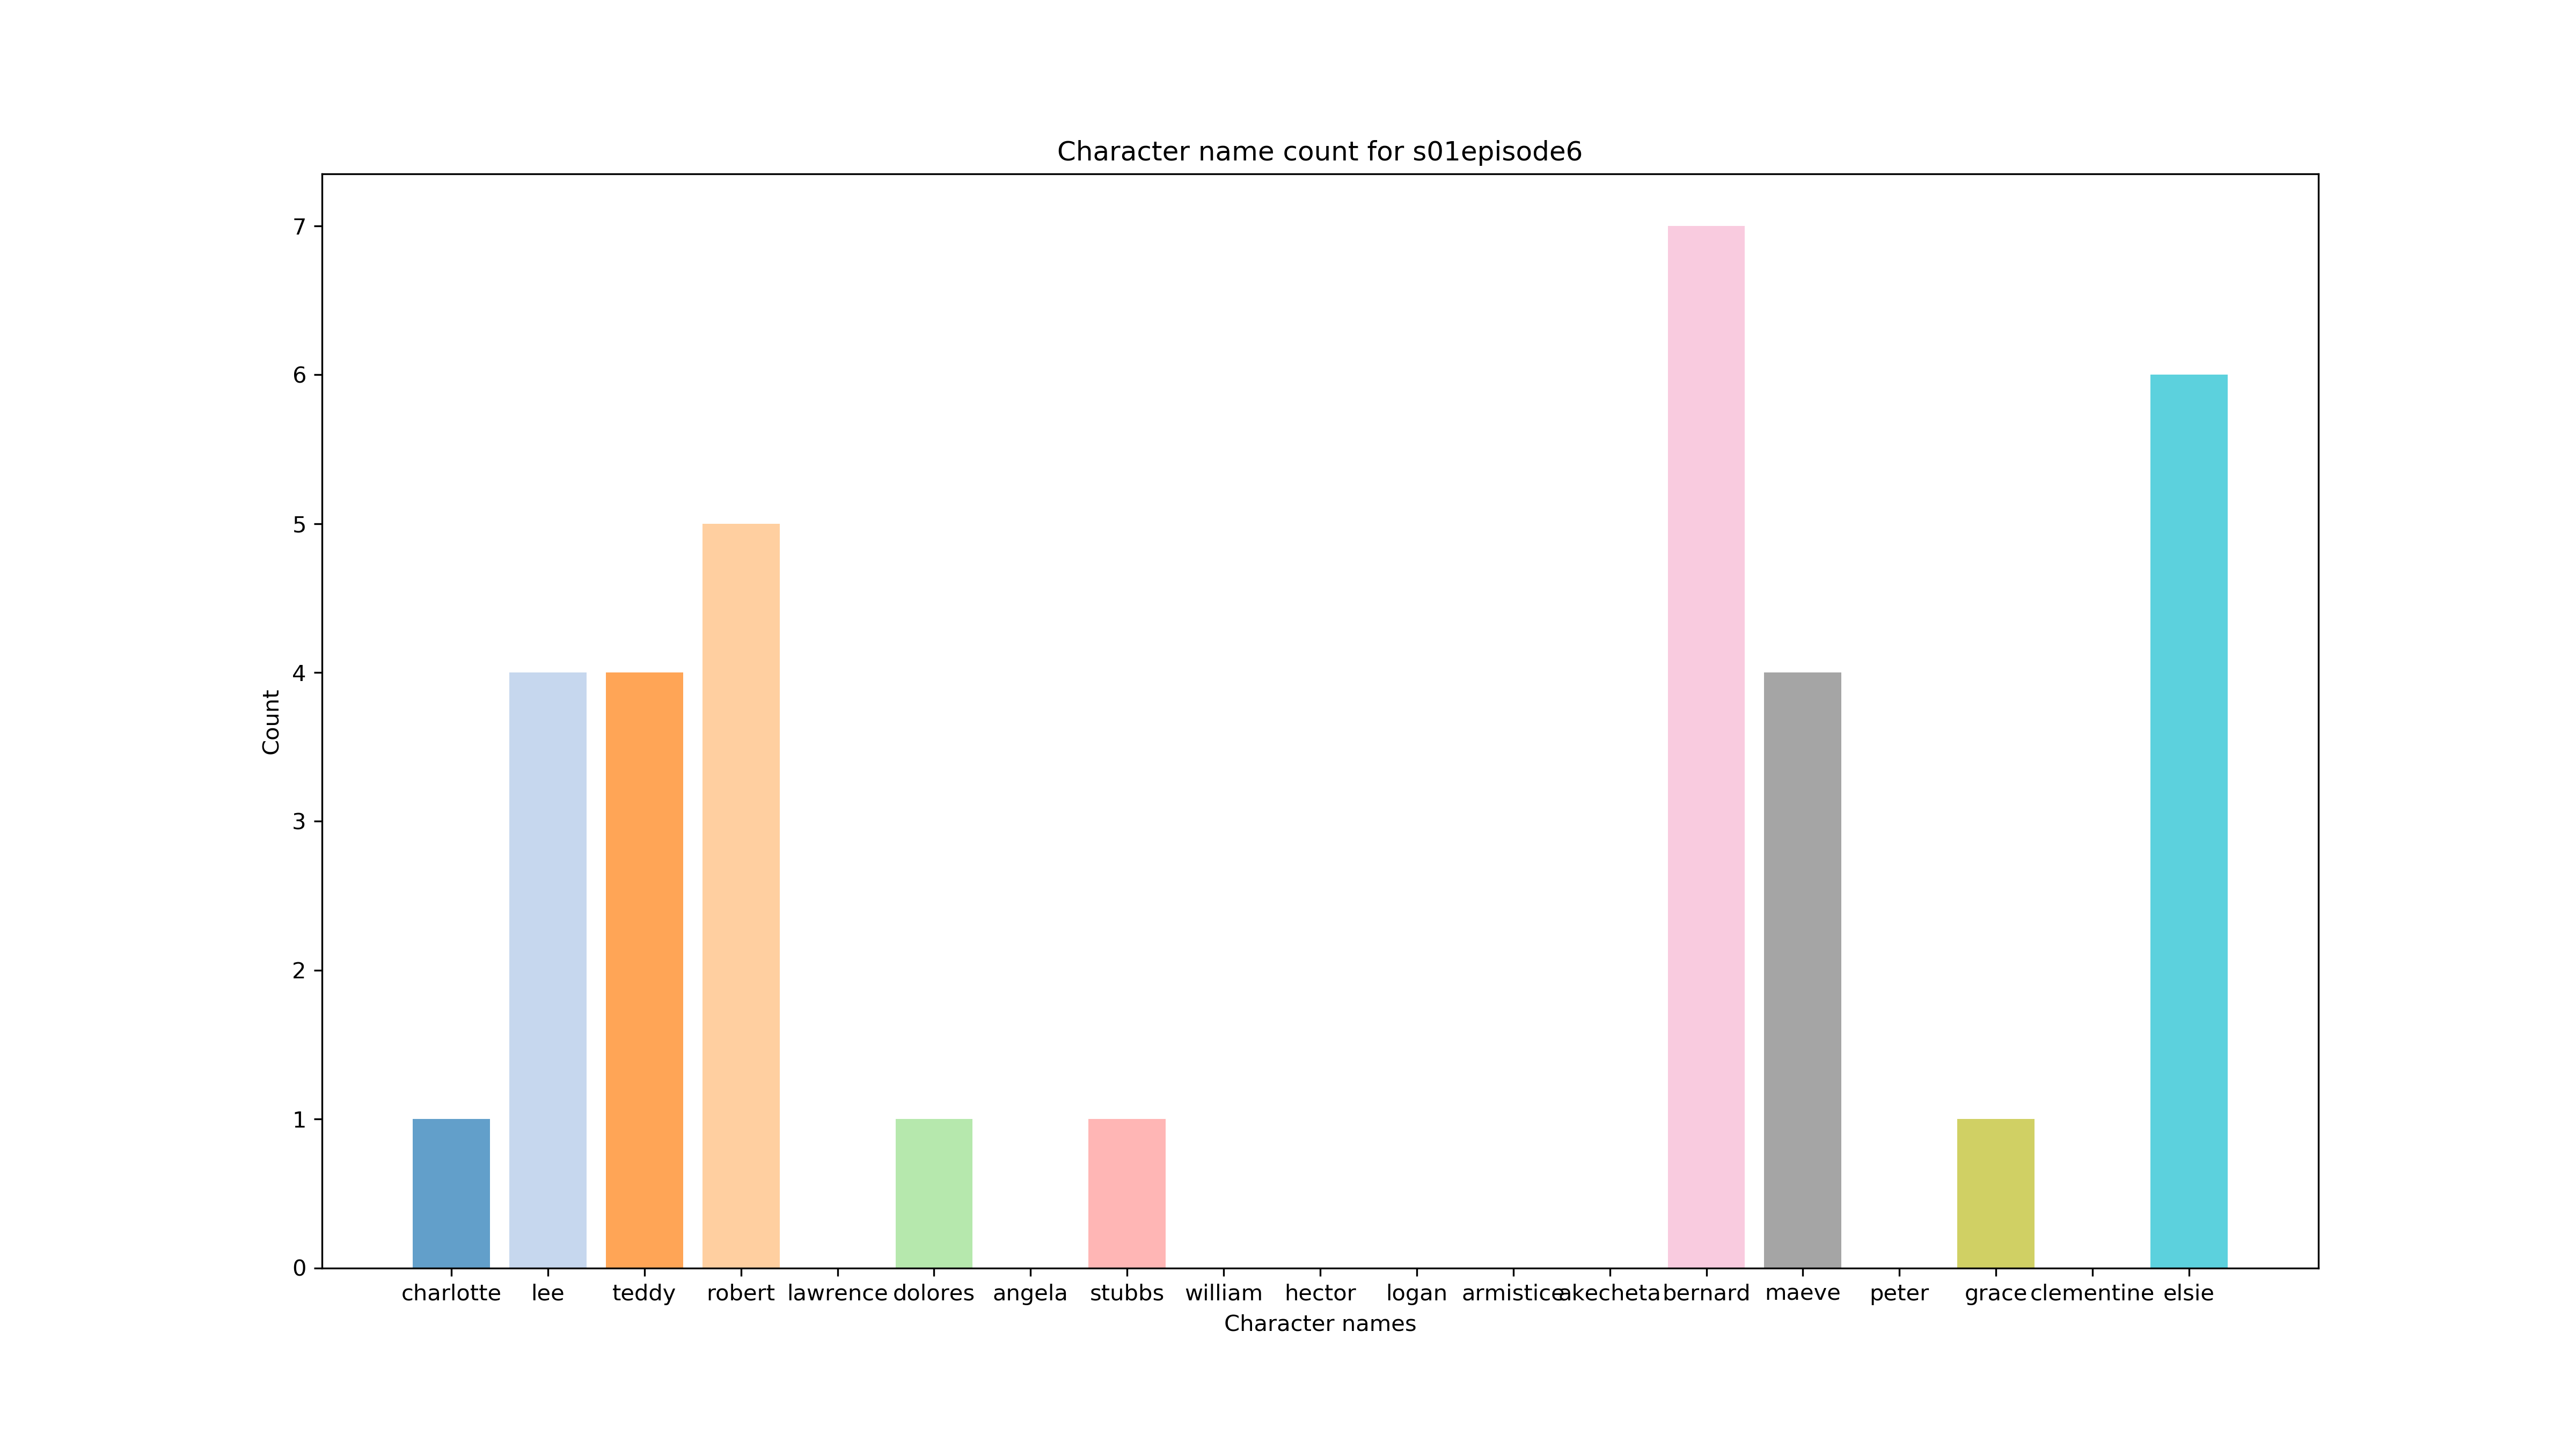 Character name count for s01episode6
7
6
5
4
3
2
1
0
Count
charlotte lee teddy robert lawrence dolores angela stubbs william hector logan armistice akecheta bernard maeve peter grace clementine elsie
Character names